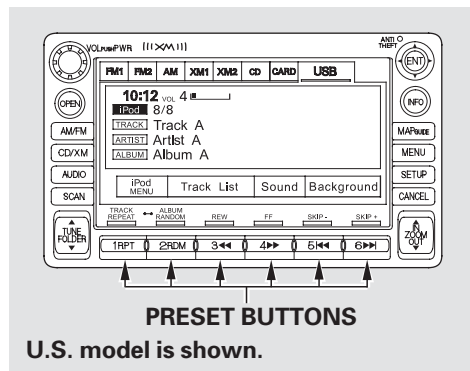 VOL PUSH PWR XM ANTI THEFT
ENT
FM1 FM2 AM XM1 XM2 CD CARD USB
OPEN
INFO
10:12 VOL 4
iPod 8/8
TRACK Track A
ARTIST Artist A
ALBUM Album A
AM/FM
MAP GUIDE
CD/XM
MENU
AUDIO
SETUP
SCAN
CANCEL
iPod MENU Track List Sound Background
TRACK REPEAT ALBUM RANDOM REW FF SKIP - SKIP +
TUNE FOLDER
IN ZOOM OUT
1RPT 2RDM 3◀◀ 4▶▶ 5|◀◀ 6▶▶|
PRESET BUTTONS
U.S. model is shown.